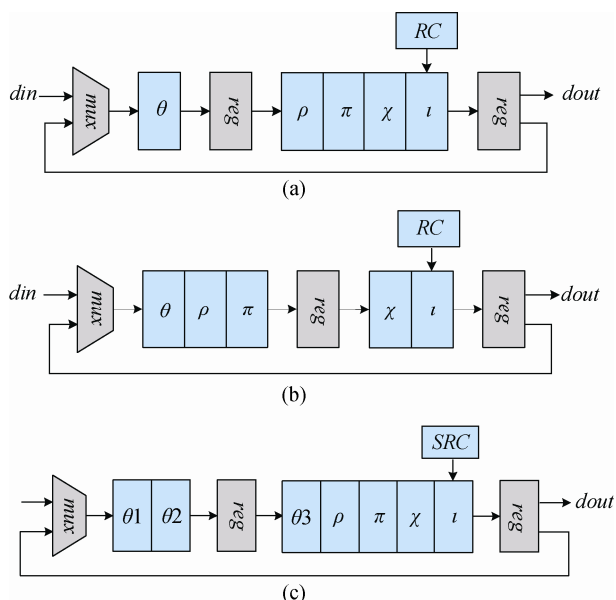 RC
din
mux
θ
reg
ρ π χ ι
reg
dout
(a)
RC
din
mux
θ ρ π
reg
χ ι
reg
dout
(b)
SRC
mux
θ1 θ2
reg
θ3 ρ π χ ι
reg
dout
(c)